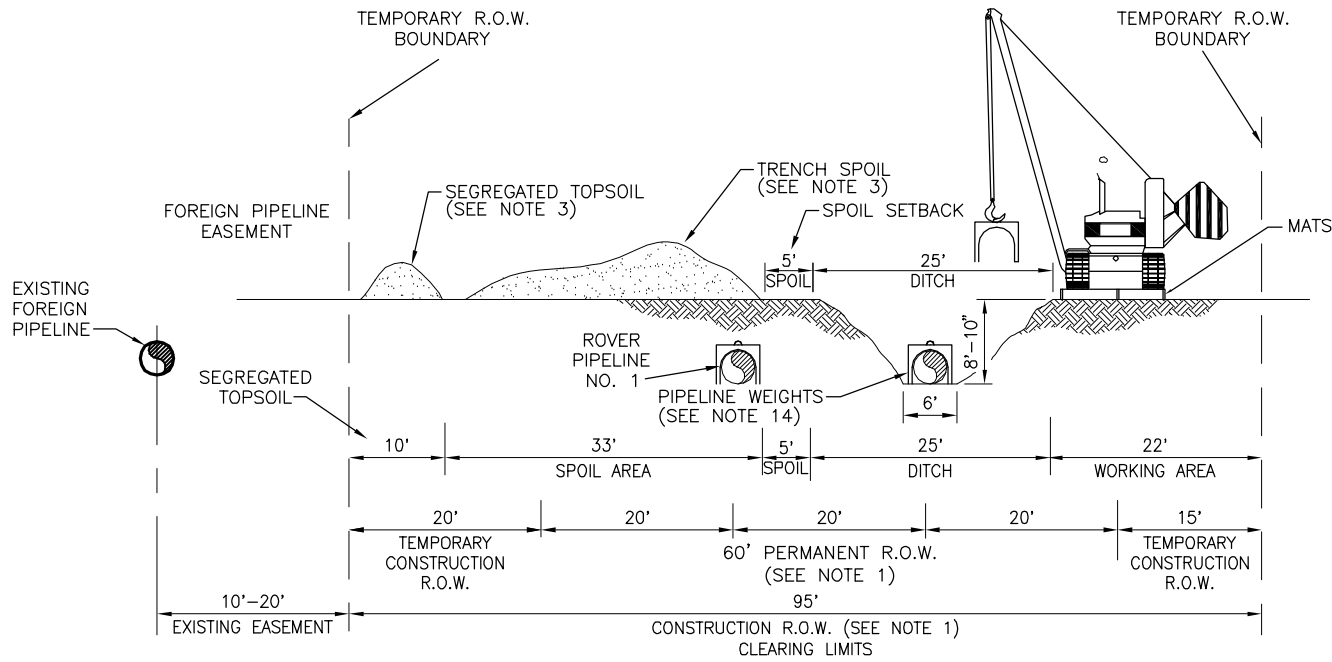 TEMPORARY R.O.W.
BOUNDARY
TEMPORARY R.O.W.
BOUNDARY
SEGREGATED TOPSOIL
(SEE NOTE 3)
TRENCH SPOIL
(SEE NOTE 3)
SPOIL SETBACK
FOREIGN PIPELINE
EASEMENT
MATS
5'
SPOIL
25'
DITCH
EXISTING
FOREIGN
PIPELINE
ROVER
PIPELINE
NO. 1
8'-10"
SEGREGATED
TOPSOIL
PIPELINE WEIGHTS
(SEE NOTE 14)
6'
10'
33'
SPOIL AREA
5'
SPOIL
25'
DITCH
22'
WORKING AREA
20'
TEMPORARY
CONSTRUCTION
R.O.W.
20'
20'
20'
60' PERMANENT R.O.W.
(SEE NOTE 1)
15'
TEMPORARY
CONSTRUCTION
R.O.W.
10'-20'
EXISTING EASEMENT
95'
CONSTRUCTION R.O.W. (SEE NOTE 1)
CLEARING LIMITS